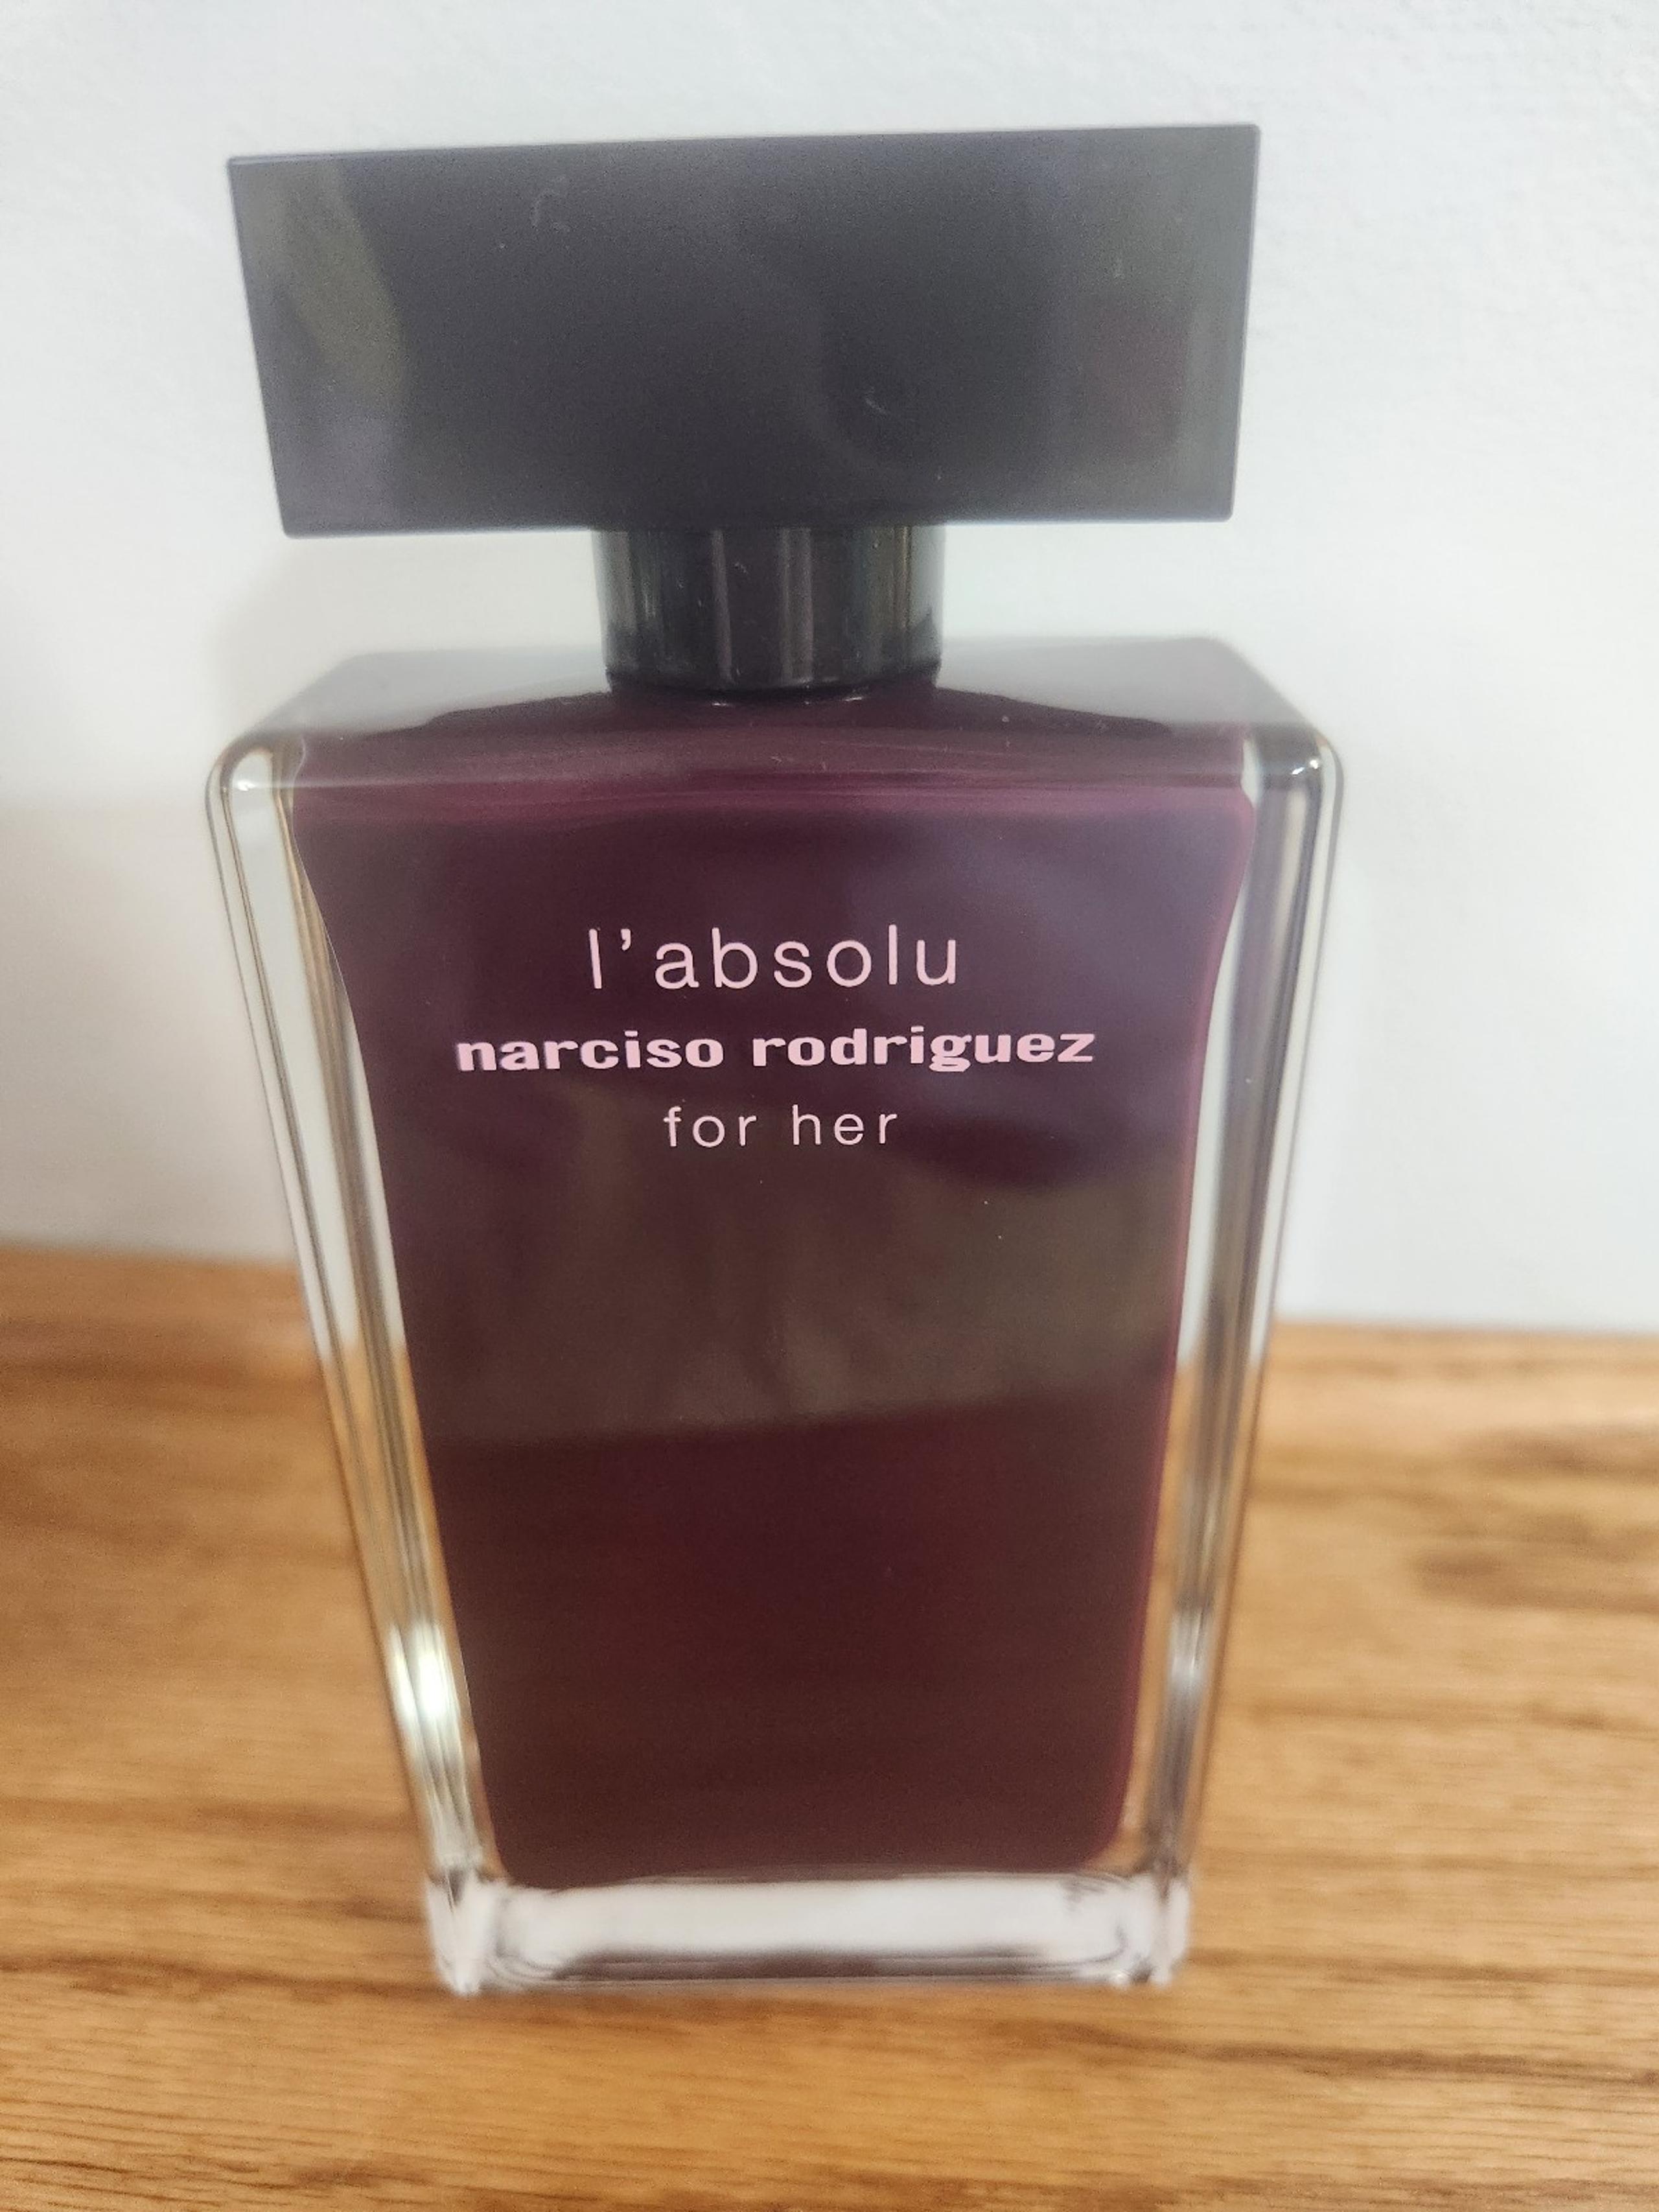 l’absolu
narciso rodriguez
for her